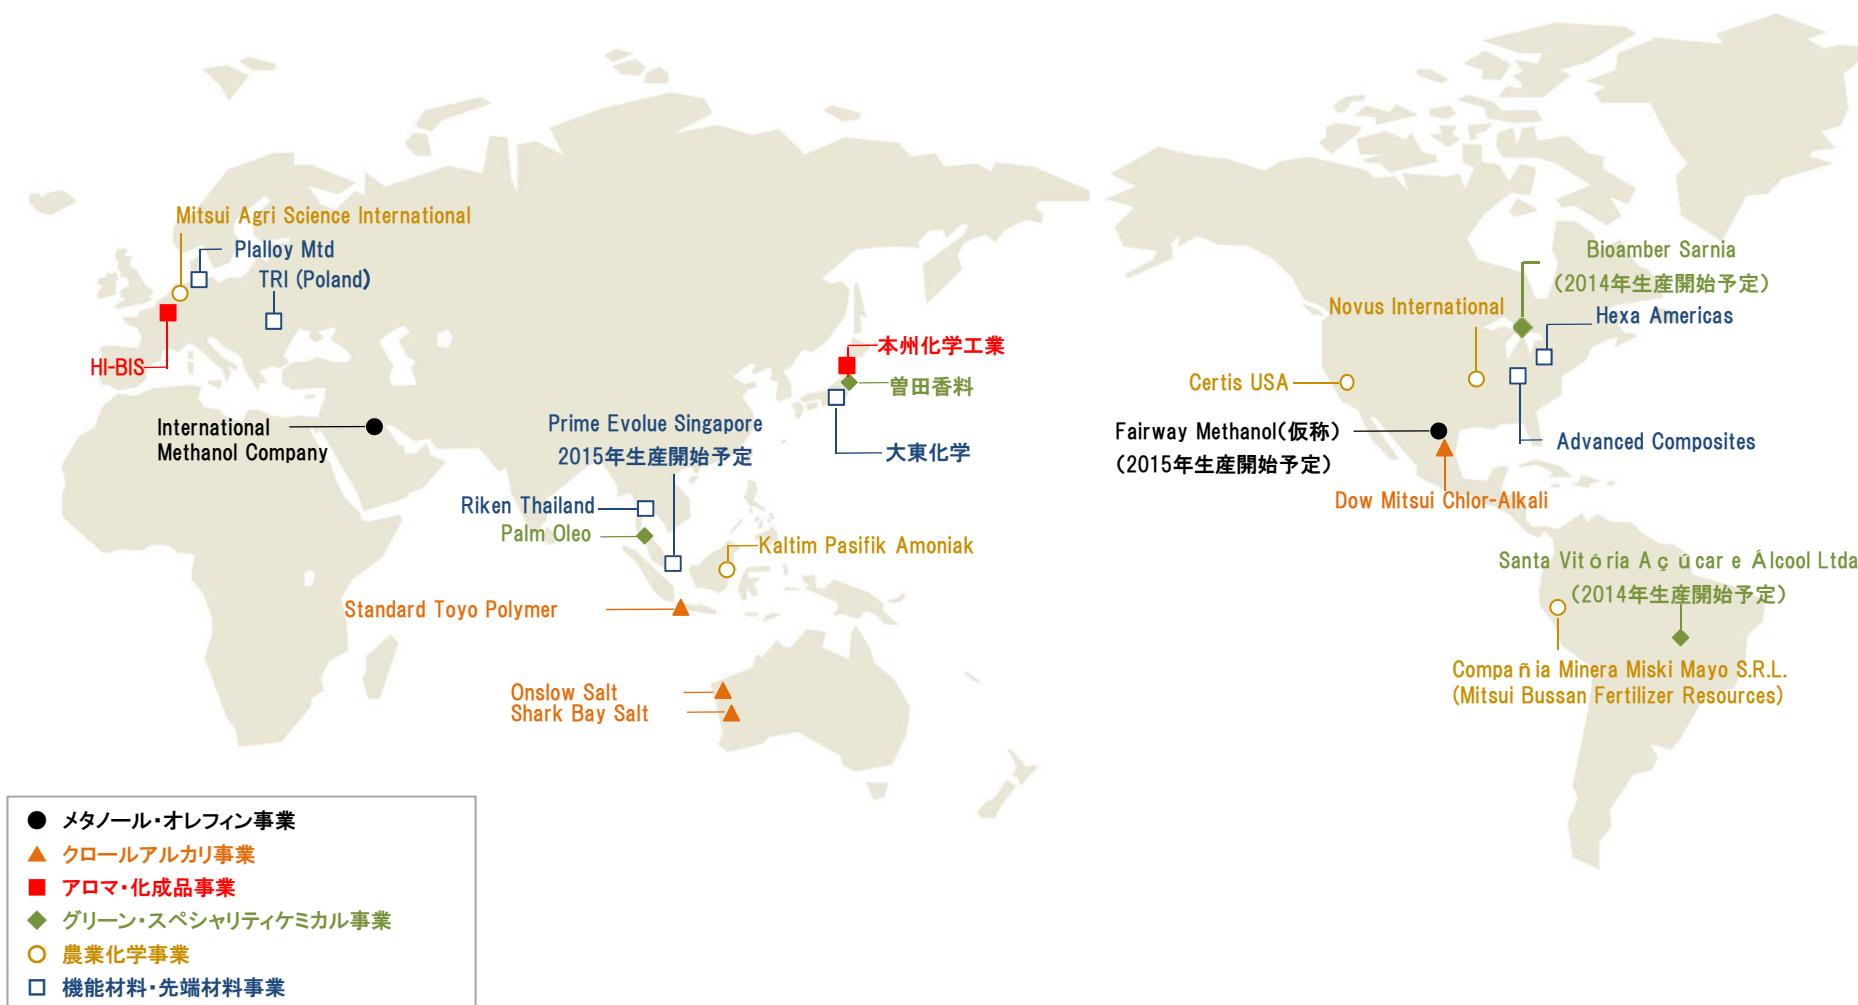 Mitsui Agri Science International
Plalloy Mtd
TRI (Poland)
HI-BIS
International
Methanol Company
本州化学工業
曽田香料
大東化学
Prime Evolue Singapore
2015年生産開始予定
Riken Thailand
Palm Oleo
Kaltim Pasifik Amoniak
Standard Toyo Polymer
Onslow Salt
Shark Bay Salt
Bioamber Sarnia
(2014年生産開始予定)
Novus International
Hexa Americas
Certis USA
Fairway Methanol(仮称)
(2015年生産開始予定)
Advanced Composites
Dow Mitsui Chlor-Alkali
Santa Vitória Açúcar e Álcool Ltda
(2014年生産開始予定)
Compañia Minera Miski Mayo S.R.L.
(Mitsui Bussan Fertilizer Resources)
● メタノール・オレフィン事業
▲ クロールアルカリ事業
■ アロマ・化成品事業
◆ グリーン・スペシャリティケミカル事業
○ 農業化学事業
□ 機能材料・先端材料事業